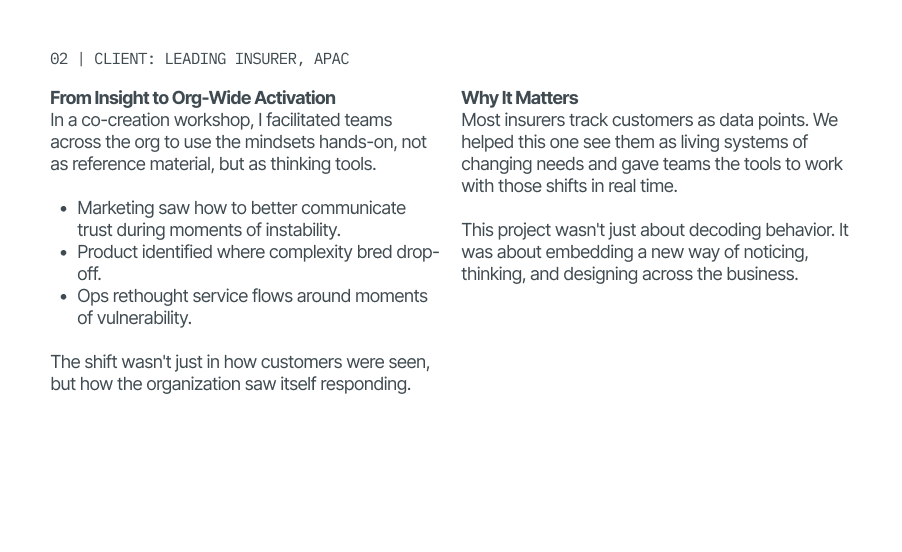 02 | CLIENT: LEADING INSURER, APAC
From Insight to Org-Wide Activation
In a co-creation workshop, I facilitated teams
across the org to use the mindsets hands-on, not
as reference material, but as thinking tools.
• Marketing saw how to better communicate
trust during moments of instability.
• Product identified where complexity bred drop-
off.
• Ops rethought service flows around moments
of vulnerability.
The shift wasn't just in how customers were seen,
but how the organization saw itself responding.
Why It Matters
Most insurers track customers as data points. We
helped this one see them as living systems of
changing needs and gave teams the tools to work
with those shifts in real time.
This project wasn't just about decoding behavior. It
was about embedding a new way of noticing,
thinking, and designing across the business.